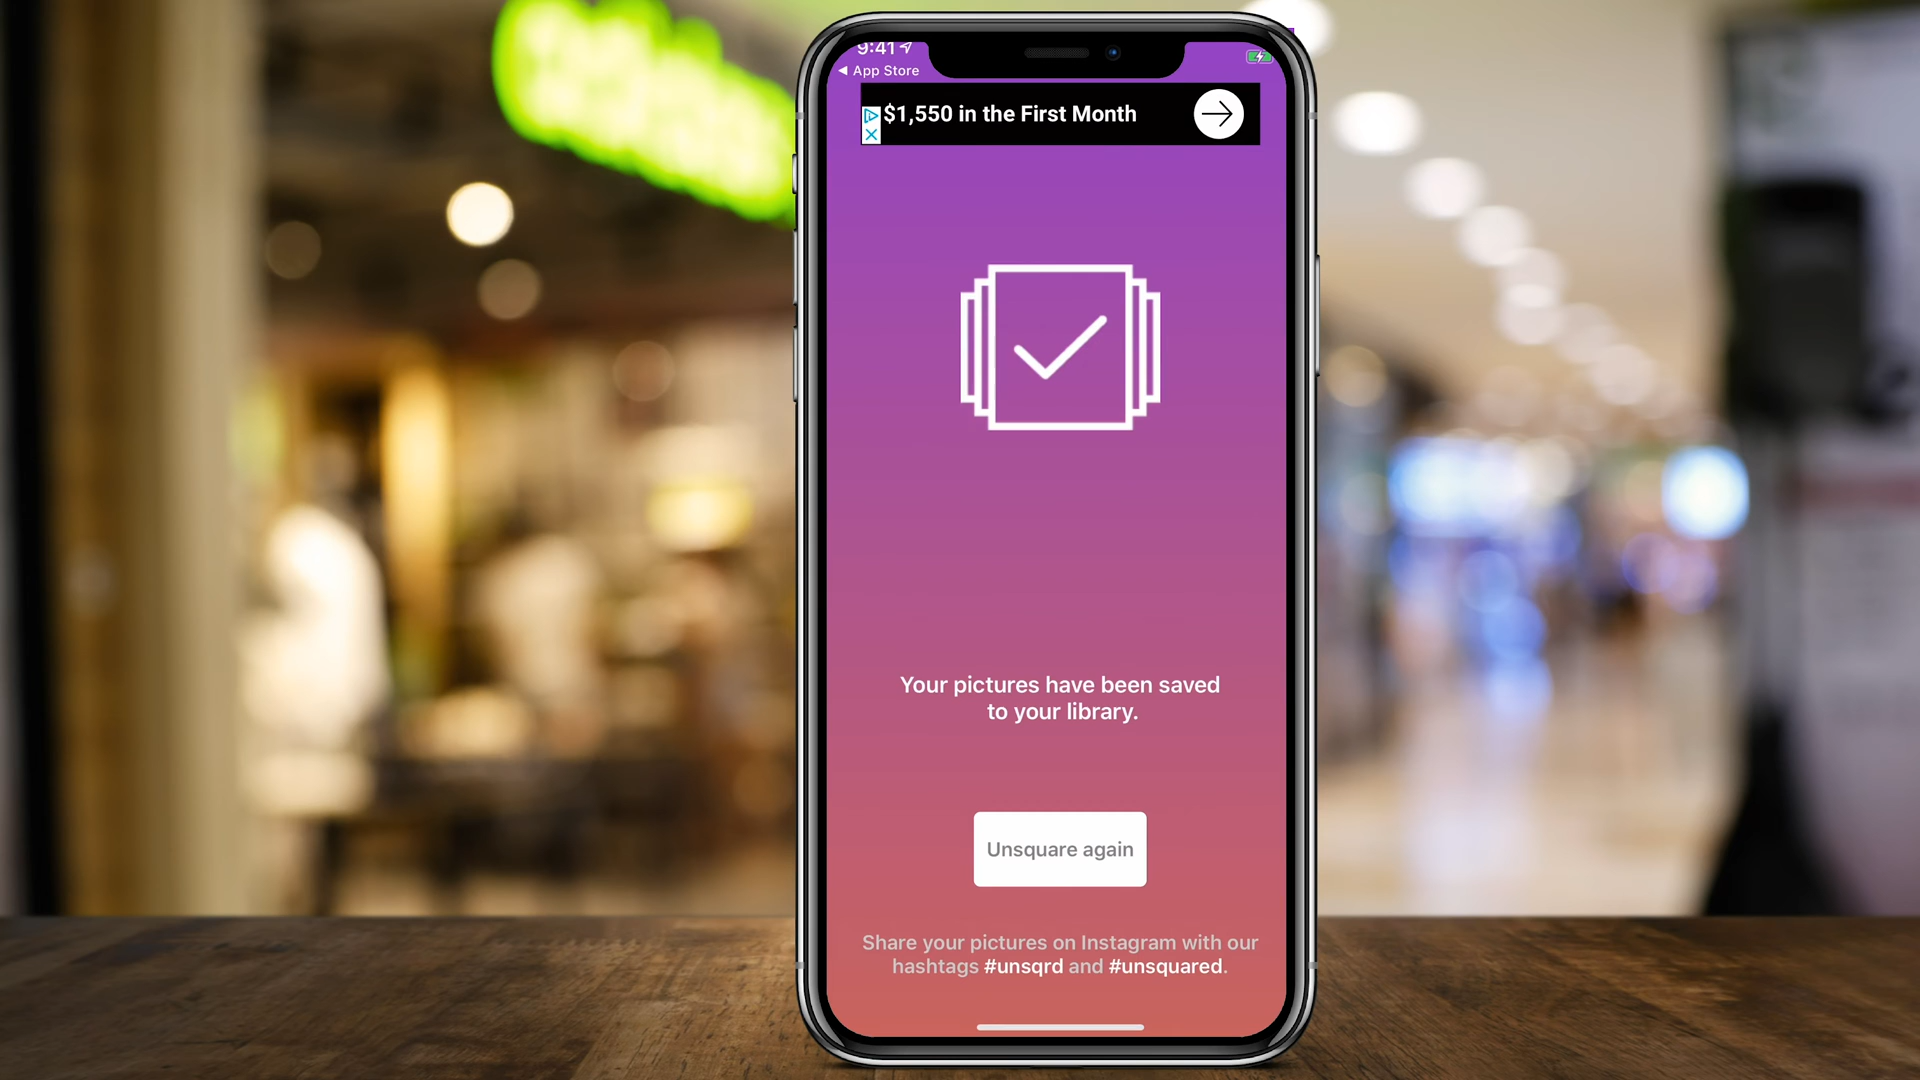 9:41
App Store
$1,550 in the First Month
Your pictures have been saved
to your library.
Unsquare again
Share your pictures on Instagram with our
hashtags #unsqrd and #unsquared.